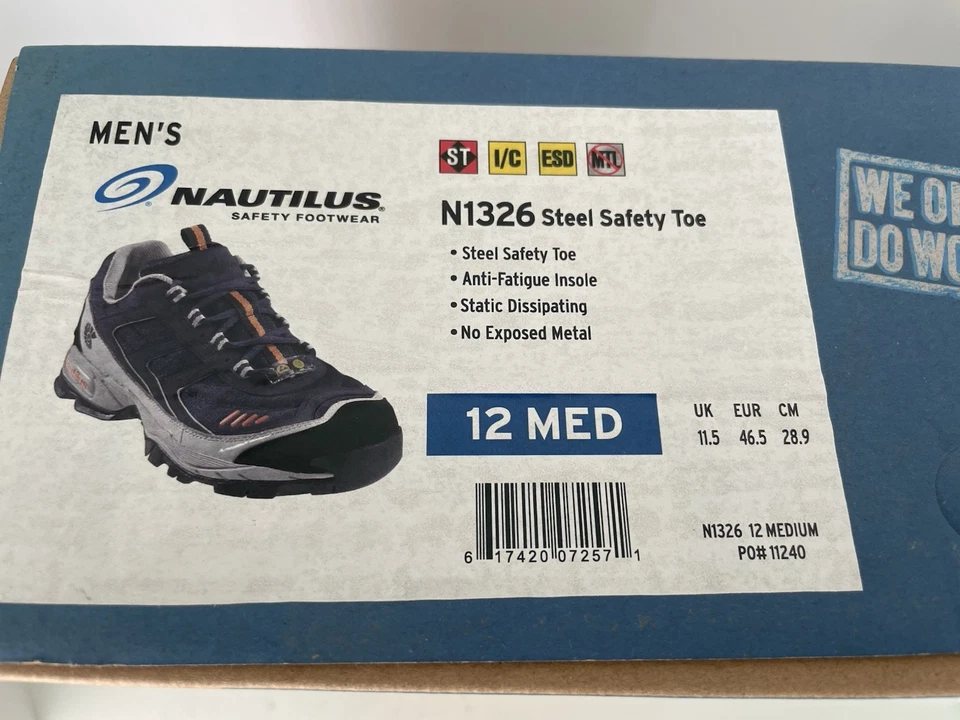 MEN'S
NAUTILUS®
SAFETY FOOTWEAR
ST I/C ESD MTL
N1326 Steel Safety Toe
• Steel Safety Toe
• Anti-Fatigue Insole
• Static Dissipating
• No Exposed Metal
12 MED
UK EUR CM
11.5 46.5 28.9
6 17420 07257 1
N1326 12 MEDIUM
PO# 11240
WE
DO